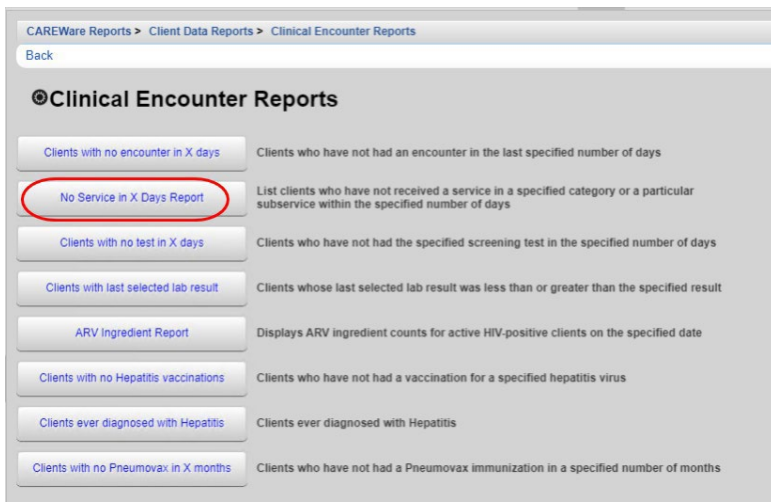 CAREWare Reports > Client Data Reports > Clinical Encounter Reports
Back
Clinical Encounter Reports
Clients with no encounter in X days
Clients who have not had an encounter in the last specified number of days
No Service in X Days Report
List clients who have not received a service in a specified category or a particular
subservice within the specified number of days
Clients with no test in X days
Clients who have not had the specified screening test in the specified number of days
Clients with last selected lab result
Clients whose last selected lab result was less than or greater than the specified result
ARV Ingredient Report
Displays ARV ingredient counts for active HIV-positive clients on the specified date
Clients with no Hepatitis vaccinations
Clients who have not had a vaccination for a specified hepatitis virus
Clients ever diagnosed with Hepatitis
Clients ever diagnosed with Hepatitis
Clients with no Pneumovax in X months
Clients who have not had a Pneumovax immunization in a specified number of months